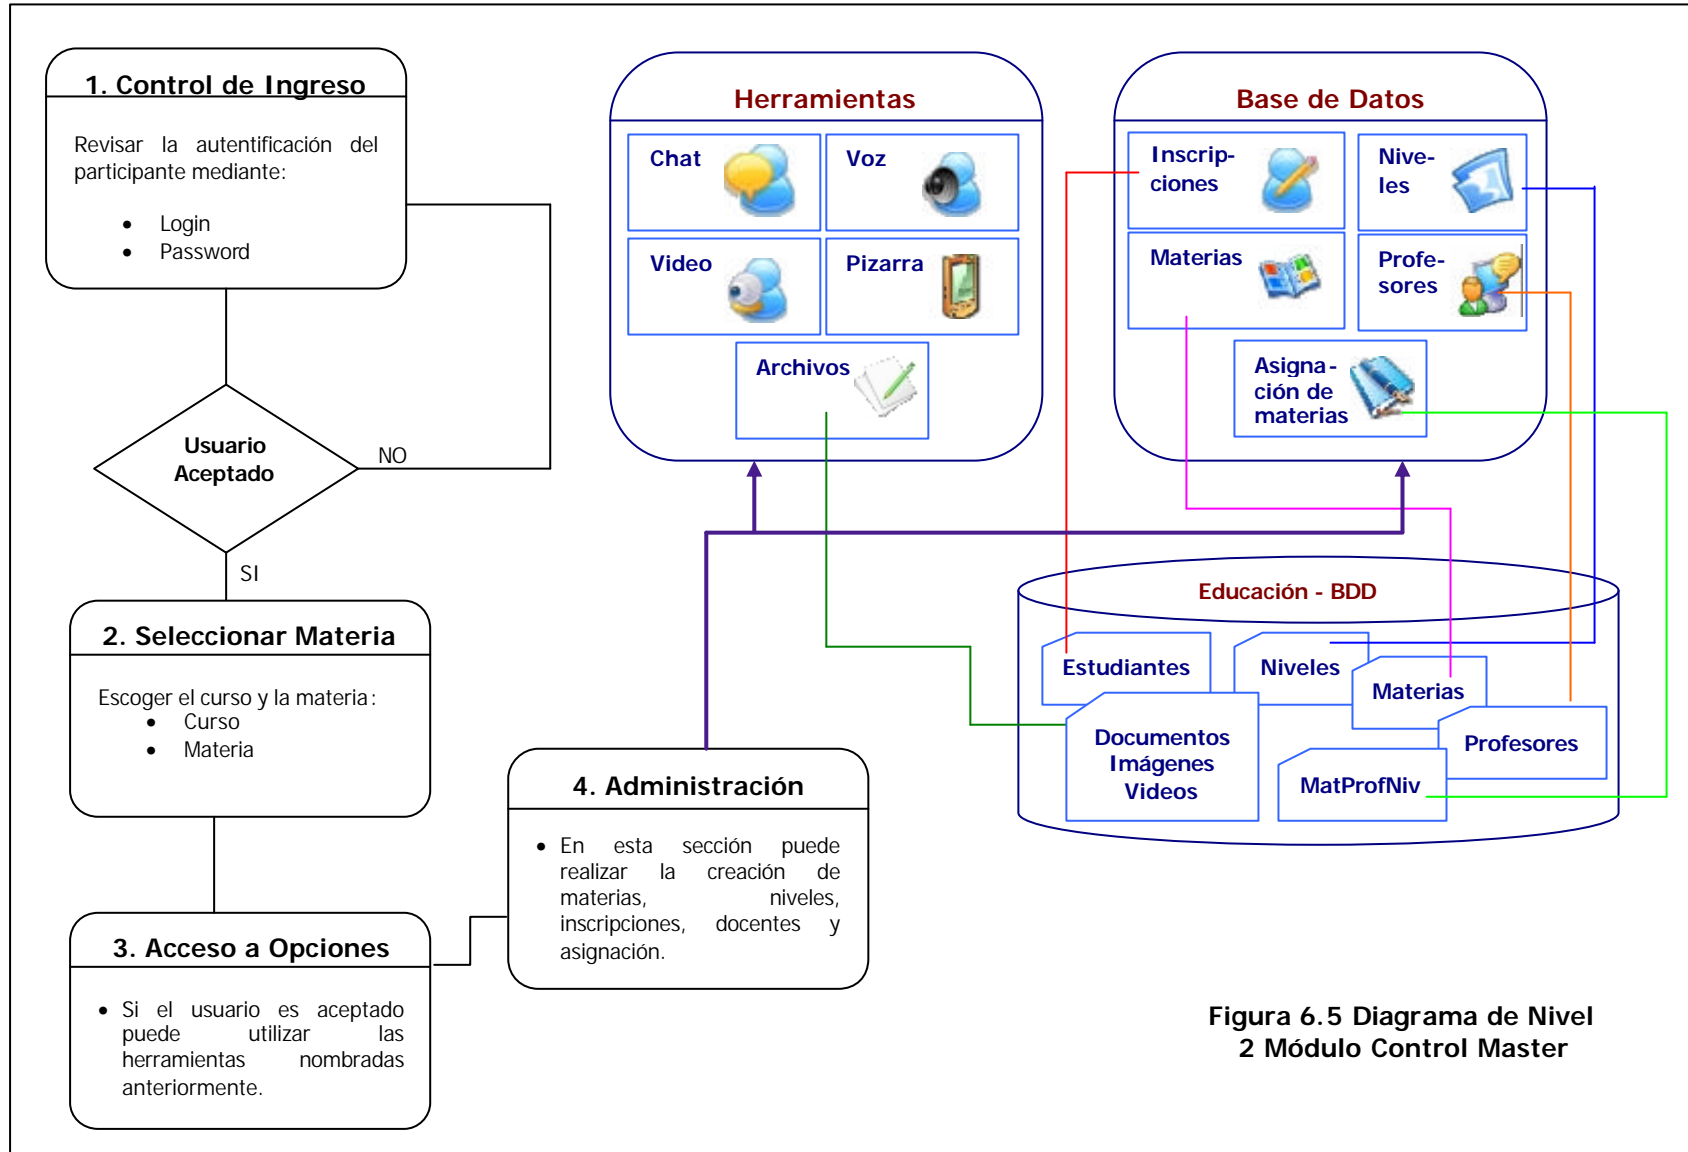 1. Control de Ingreso
Revisar la autentificación del
participante mediante:
• Login
• Password
Usuario
Aceptado
NO
SI
2. Seleccionar Materia
Escoger el curso y la materia:
• Curso
• Materia
3. Acceso a Opciones
• Si el usuario es aceptado
puede utilizar las
herramientas nombradas
anteriormente.
4. Administración
• En esta sección puede
realizar la creación de
materias, niveles,
inscripciones, docentes y
asignación.
Herramientas
Chat
Voz
Video
Pizarra
Archivos
Base de Datos
Inscrip-
ciones
Nive-
les
Materias
Profe-
sores
Asigna-
ción de
materias
Educación - BDD
Estudiantes
Niveles
Materias
Documentos
Imágenes
Videos
Profesores
MatProfNiv
Figura 6.5 Diagrama de Nivel
2 Módulo Control Master